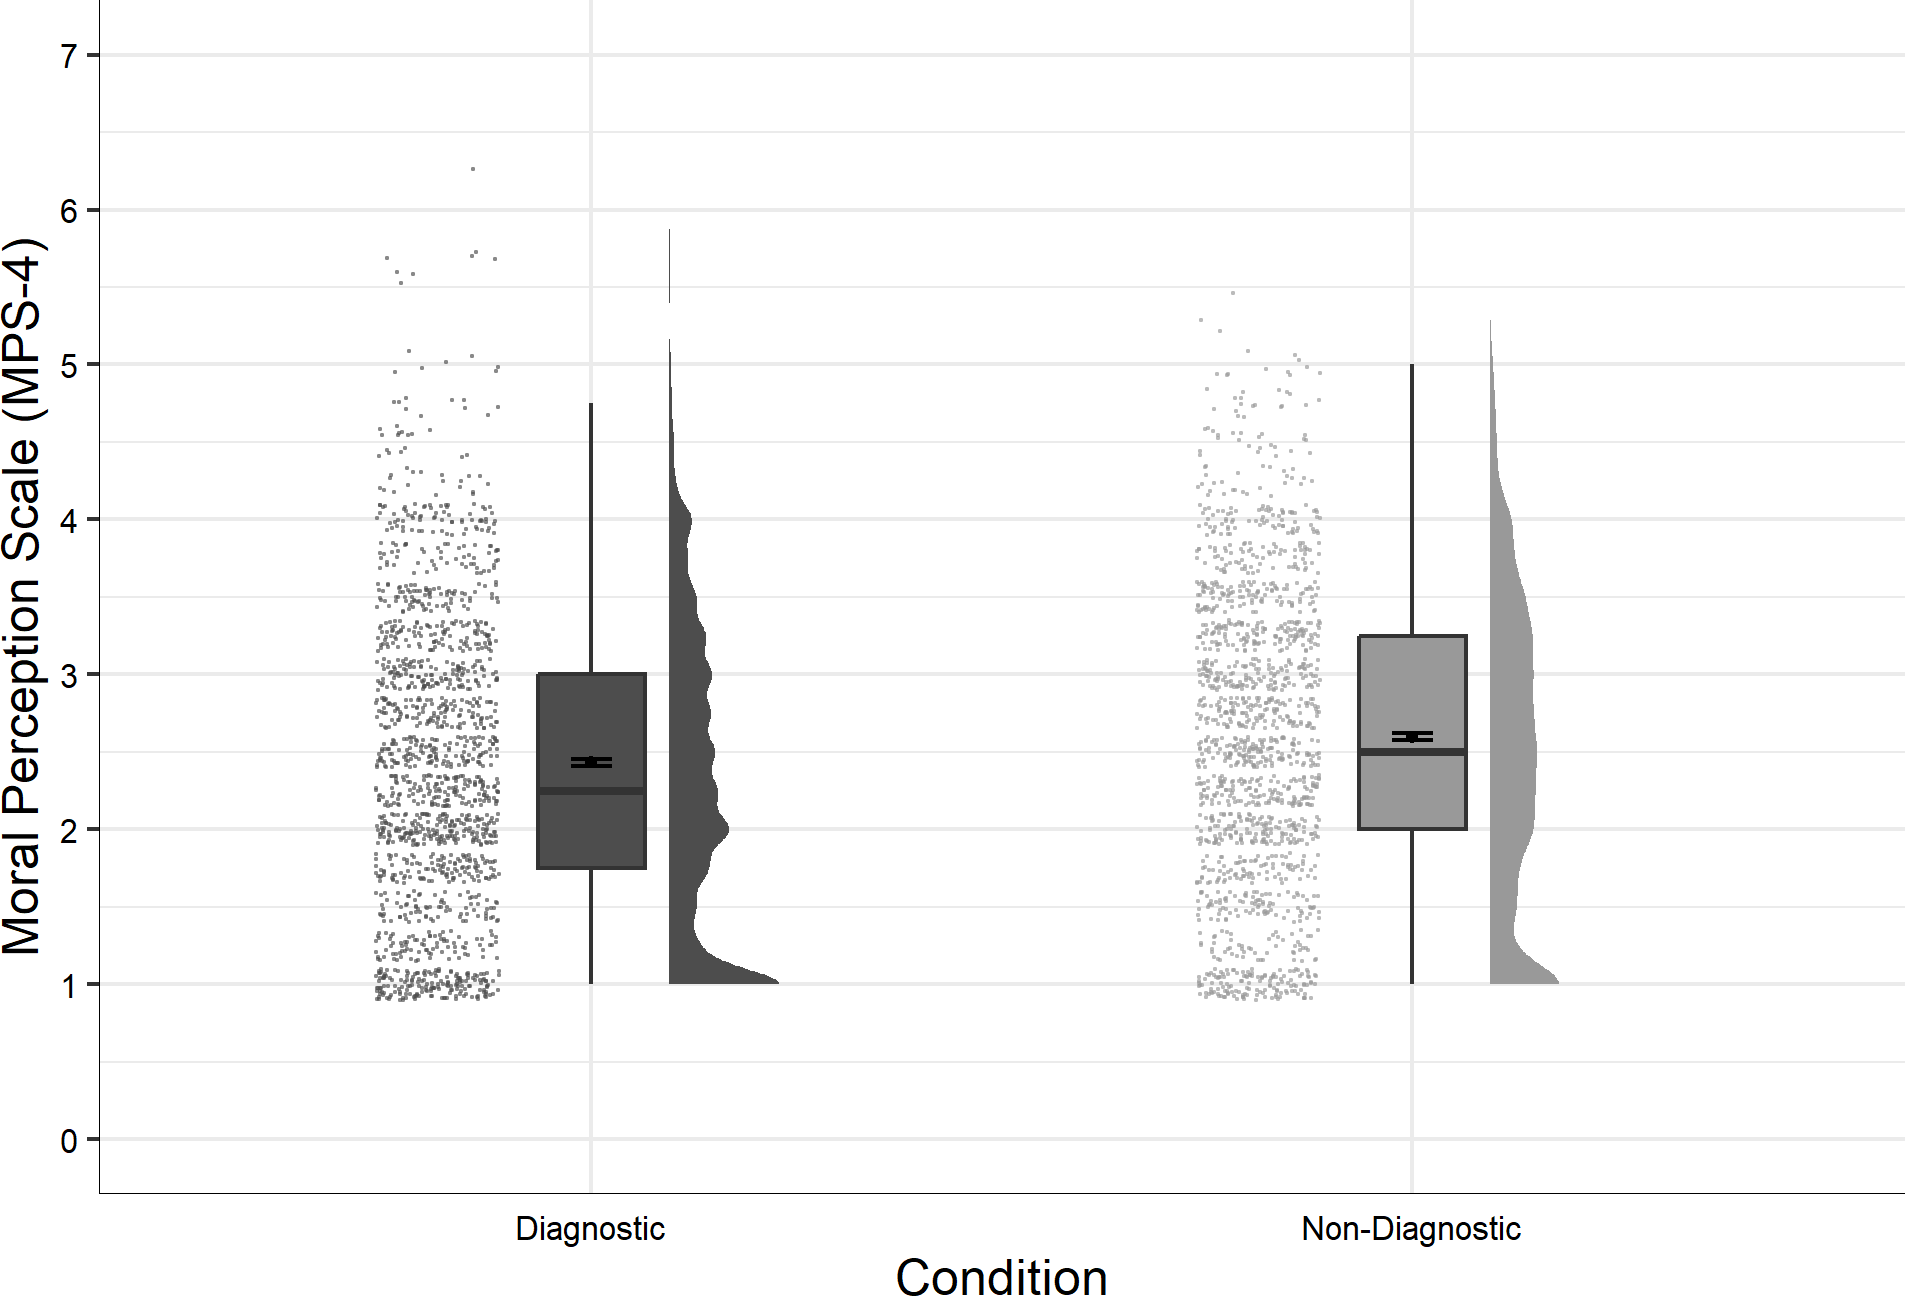 Moral Perception Scale (MPS-4)
7
6
5
4
3
2
1
0
Diagnostic
Non-Diagnostic
Condition